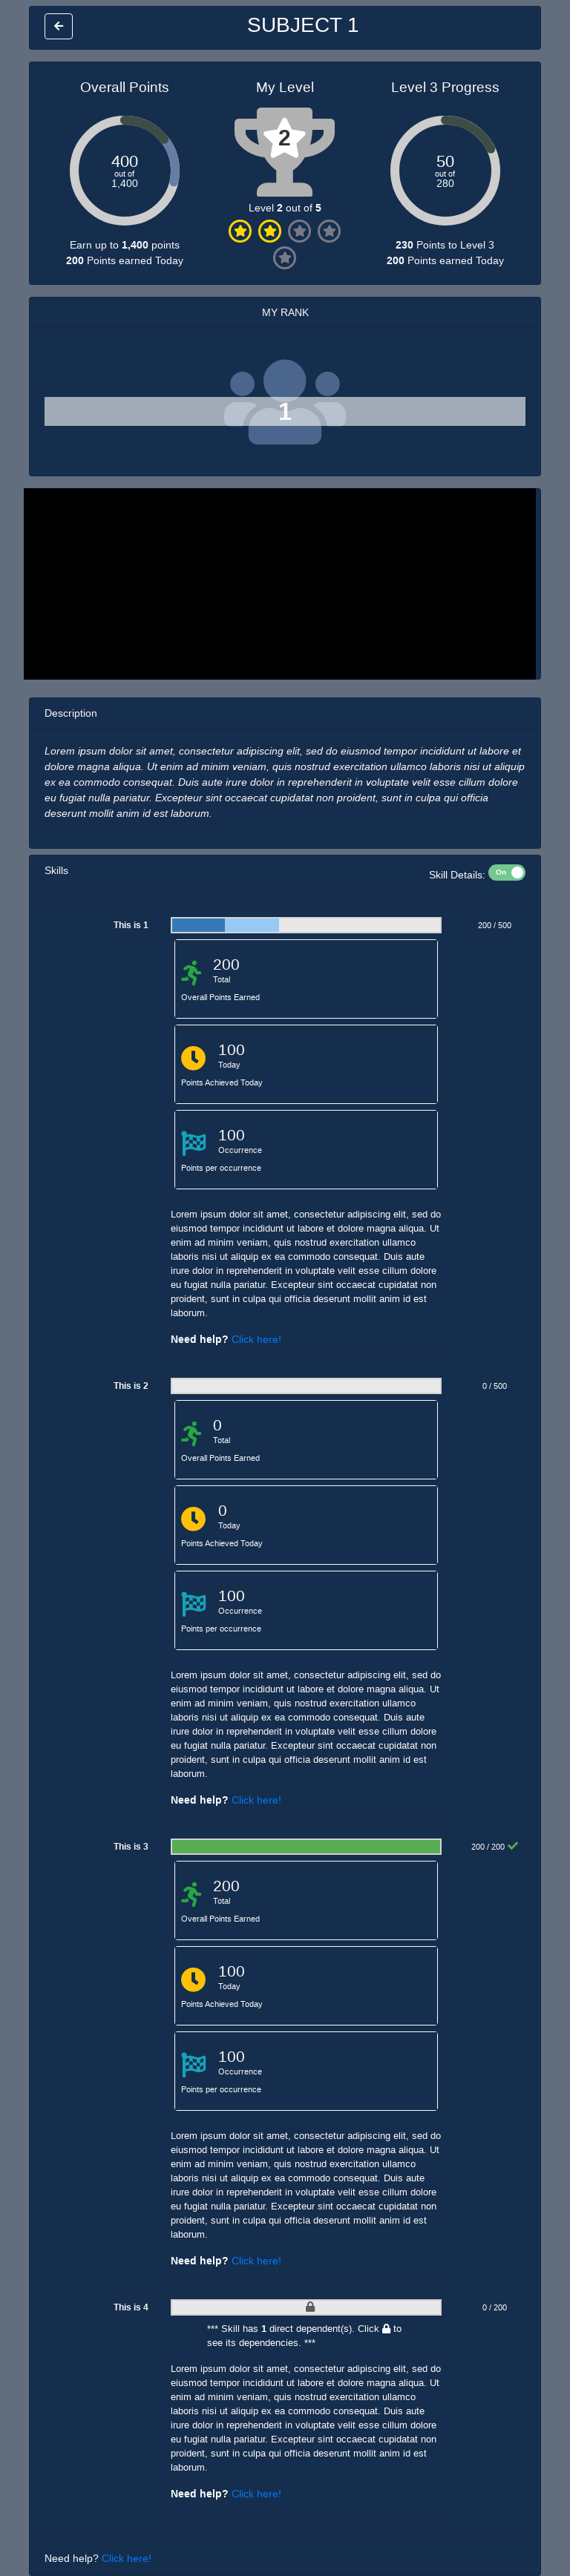 SUBJECT 1
Overall Points
400
out of
1,400
Earn up to 1,400 points
200 Points earned Today
My Level
2
Level 2 out of 5
Level 3 Progress
50
out of
280
230 Points to Level 3
200 Points earned Today
MY RANK
1
Description
Lorem ipsum dolor sit amet, consectetur adipiscing elit, sed do eiusmod tempor incididunt ut labore et
dolore magna aliqua. Ut enim ad minim veniam, quis nostrud exercitation ullamco laboris nisi ut aliquip
ex ea commodo consequat. Duis aute irure dolor in reprehenderit in voluptate velit esse cillum dolore
eu fugiat nulla pariatur. Excepteur sint occaecat cupidatat non proident, sunt in culpa qui officia
deserunt mollit anim id est laborum.
Skills
Skill Details: On
This is 1
200 / 500
200
Total
Overall Points Earned
100
Today
Points Achieved Today
100
Occurrence
Points per occurrence
Lorem ipsum dolor sit amet, consectetur adipiscing elit, sed do
eiusmod tempor incididunt ut labore et dolore magna aliqua. Ut
enim ad minim veniam, quis nostrud exercitation ullamco
laboris nisi ut aliquip ex ea commodo consequat. Duis aute
irure dolor in reprehenderit in voluptate velit esse cillum dolore
eu fugiat nulla pariatur. Excepteur sint occaecat cupidatat non
proident, sunt in culpa qui officia deserunt mollit anim id est
laborum.
Need help? Click here!
This is 2
0 / 500
0
Total
Overall Points Earned
0
Today
Points Achieved Today
100
Occurrence
Points per occurrence
Lorem ipsum dolor sit amet, consectetur adipiscing elit, sed do
eiusmod tempor incididunt ut labore et dolore magna aliqua. Ut
enim ad minim veniam, quis nostrud exercitation ullamco
laboris nisi ut aliquip ex ea commodo consequat. Duis aute
irure dolor in reprehenderit in voluptate velit esse cillum dolore
eu fugiat nulla pariatur. Excepteur sint occaecat cupidatat non
proident, sunt in culpa qui officia deserunt mollit anim id est
laborum.
Need help? Click here!
This is 3
200 / 200
200
Total
Overall Points Earned
100
Today
Points Achieved Today
100
Occurrence
Points per occurrence
Lorem ipsum dolor sit amet, consectetur adipiscing elit, sed do
eiusmod tempor incididunt ut labore et dolore magna aliqua. Ut
enim ad minim veniam, quis nostrud exercitation ullamco
laboris nisi ut aliquip ex ea commodo consequat. Duis aute
irure dolor in reprehenderit in voluptate velit esse cillum dolore
eu fugiat nulla pariatur. Excepteur sint occaecat cupidatat non
proident, sunt in culpa qui officia deserunt mollit anim id est
laborum.
Need help? Click here!
This is 4
0 / 200
*** Skill has 1 direct dependent(s). Click to
see its dependencies. ***
Lorem ipsum dolor sit amet, consectetur adipiscing elit, sed do
eiusmod tempor incididunt ut labore et dolore magna aliqua. Ut
enim ad minim veniam, quis nostrud exercitation ullamco
laboris nisi ut aliquip ex ea commodo consequat. Duis aute
irure dolor in reprehenderit in voluptate velit esse cillum dolore
eu fugiat nulla pariatur. Excepteur sint occaecat cupidatat non
proident, sunt in culpa qui officia deserunt mollit anim id est
laborum.
Need help? Click here!
Need help? Click here!